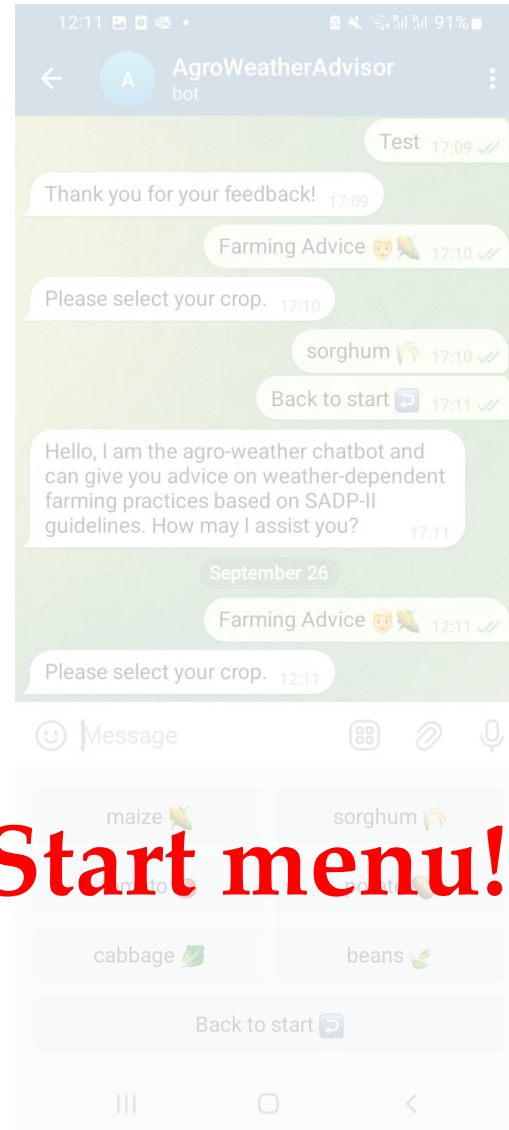 12:11
91%
A
AgroWeatherAdvisor
bot
Test 17:09
Thank you for your feedback! 17:09
Farming Advice 17:10
Please select your crop. 17:10
sorghum 17:10
Back to start 17:11
Hello, I am the agro-weather chatbot and
can give you advice on weather-dependent
farming practices based on SADP-II
guidelines. How may I assist you? 17:11
September 26
Farming Advice 12:11
Please select your crop. 12:11
Message
maize sorghum
Start menu!
tomato potato
cabbage beans
Back to start